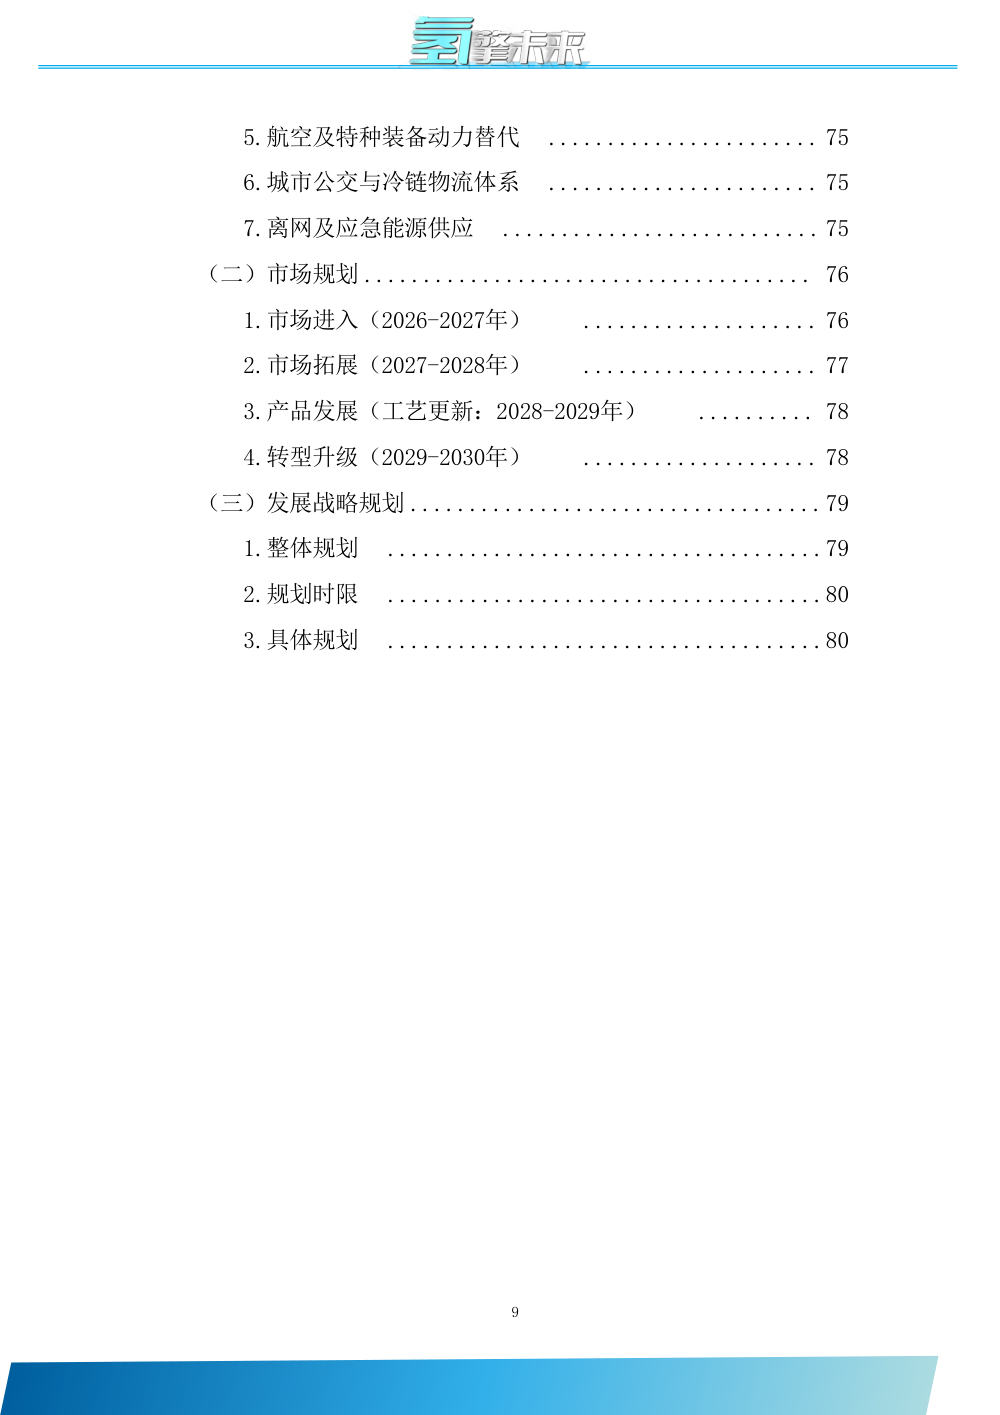 氢擎未来
5.航空及特种装备动力替代 ....................... 75
6.城市公交与冷链物流体系 ....................... 75
7.离网及应急能源供应 ........................... 75
（二）市场规划...................................... 76
1.市场进入（2026-2027年） .................... 76
2.市场拓展（2027-2028年） .................... 77
3.产品发展（工艺更新：2028-2029年） .......... 78
4.转型升级（2029-2030年） .................... 78
（三）发展战略规划...................................79
1.整体规划 .....................................79
2.规划时限 .....................................80
3.具体规划 .....................................80
9